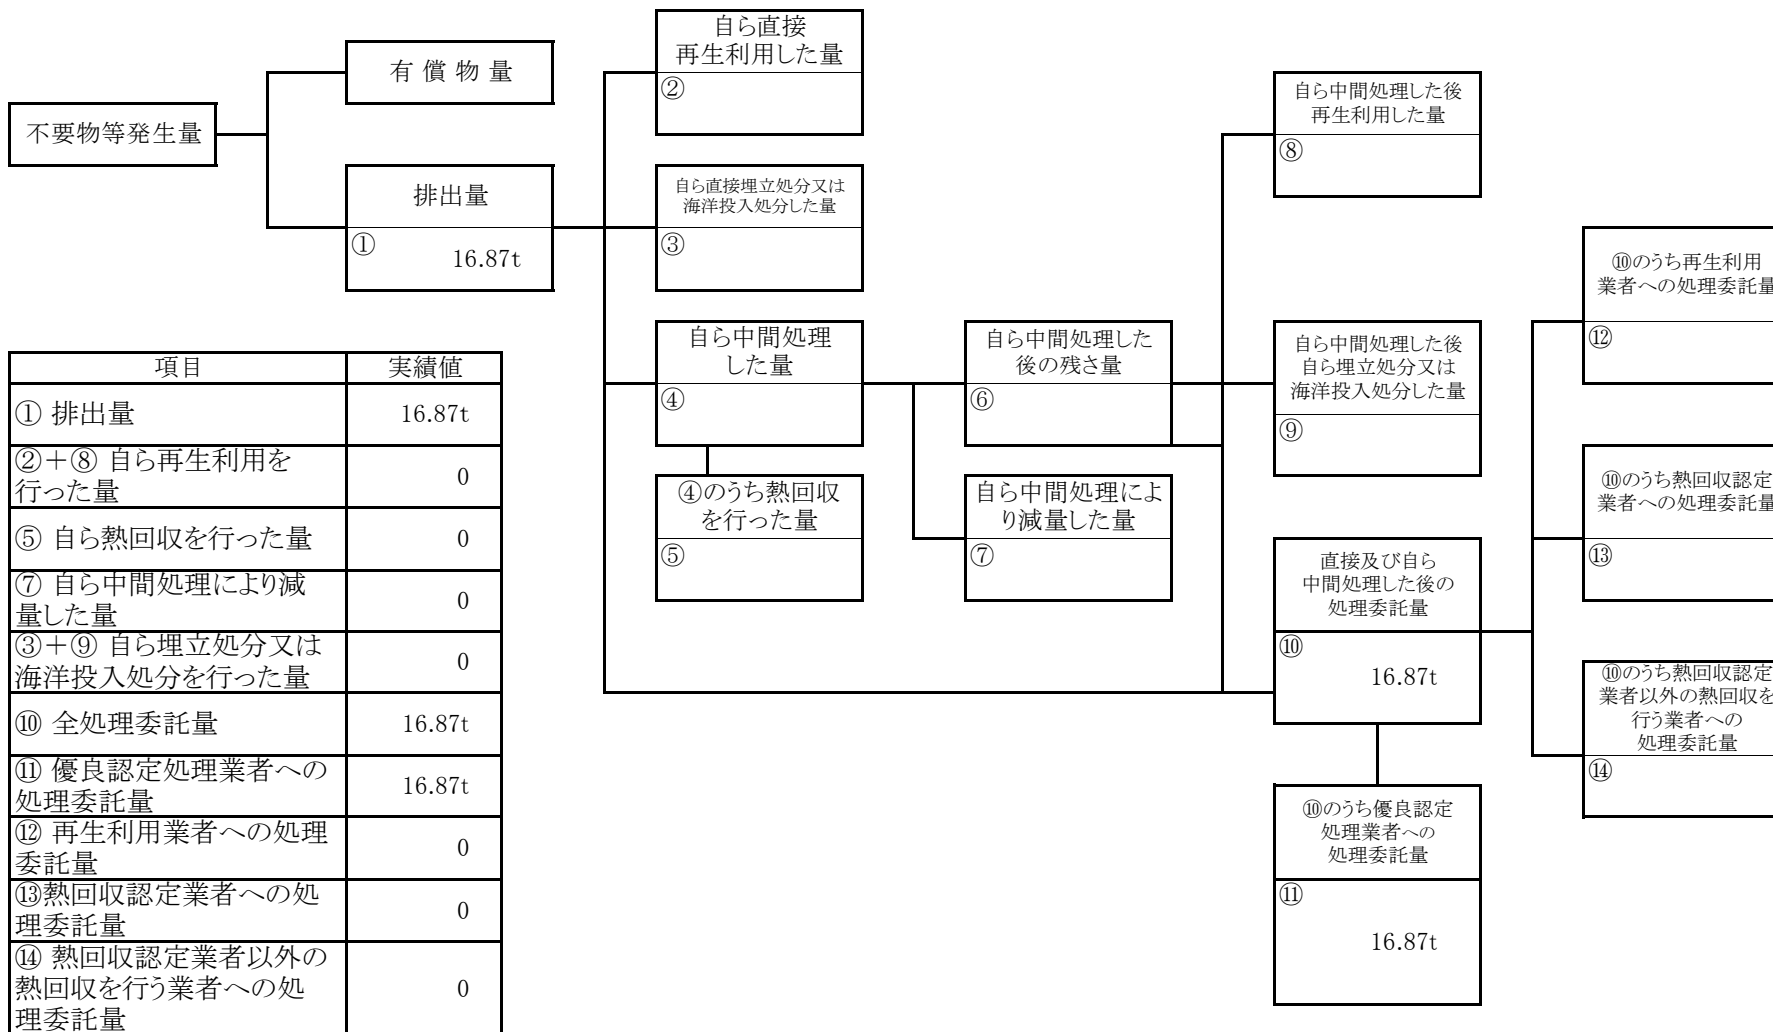 不要物等発生量
有 償 物 量
排出量
①
16.87t
自ら直接
再生利用した量
②
自ら直接埋立処分又は
海洋投入処分した量
③
自ら中間処理
した量
④
④のうち熱回収
を行った量
⑤
自ら中間処理した
後の残さ量
⑥
自ら中間処理によ
り減量した量
⑦
自ら中間処理した後
再生利用した量
⑧
自ら中間処理した後
自ら埋立処分又は
海洋投入処分した量
⑨
直接及び自ら
中間処理した後の
処理委託量
⑩
16.87t
⑩のうち優良認定
処理業者への
処理委託量
⑪
16.87t
⑩のうち再生利用
業者への処理委託量
⑫
⑩のうち熱回収認定
業者への処理委託量
⑬
⑩のうち熱回収認定
業者以外の熱回収を
行う業者への
処理委託量
⑭
項目 実績値
① 排出量 16.87t
②+⑧ 自ら再生利用を
行った量 0
⑤ 自ら熱回収を行った量 0
⑦ 自ら中間処理により減
量した量 0
③+⑨ 自ら埋立処分又は
海洋投入処分を行った量 0
⑩ 全処理委託量 16.87t
⑪ 優良認定処理業者への
処理委託量 16.87t
⑫ 再生利用業者への処理
委託量 0
⑬熱回収認定業者への処
理委託量 0
⑭ 熱回収認定業者以外の
熱回収を行う業者への処
理委託量 0